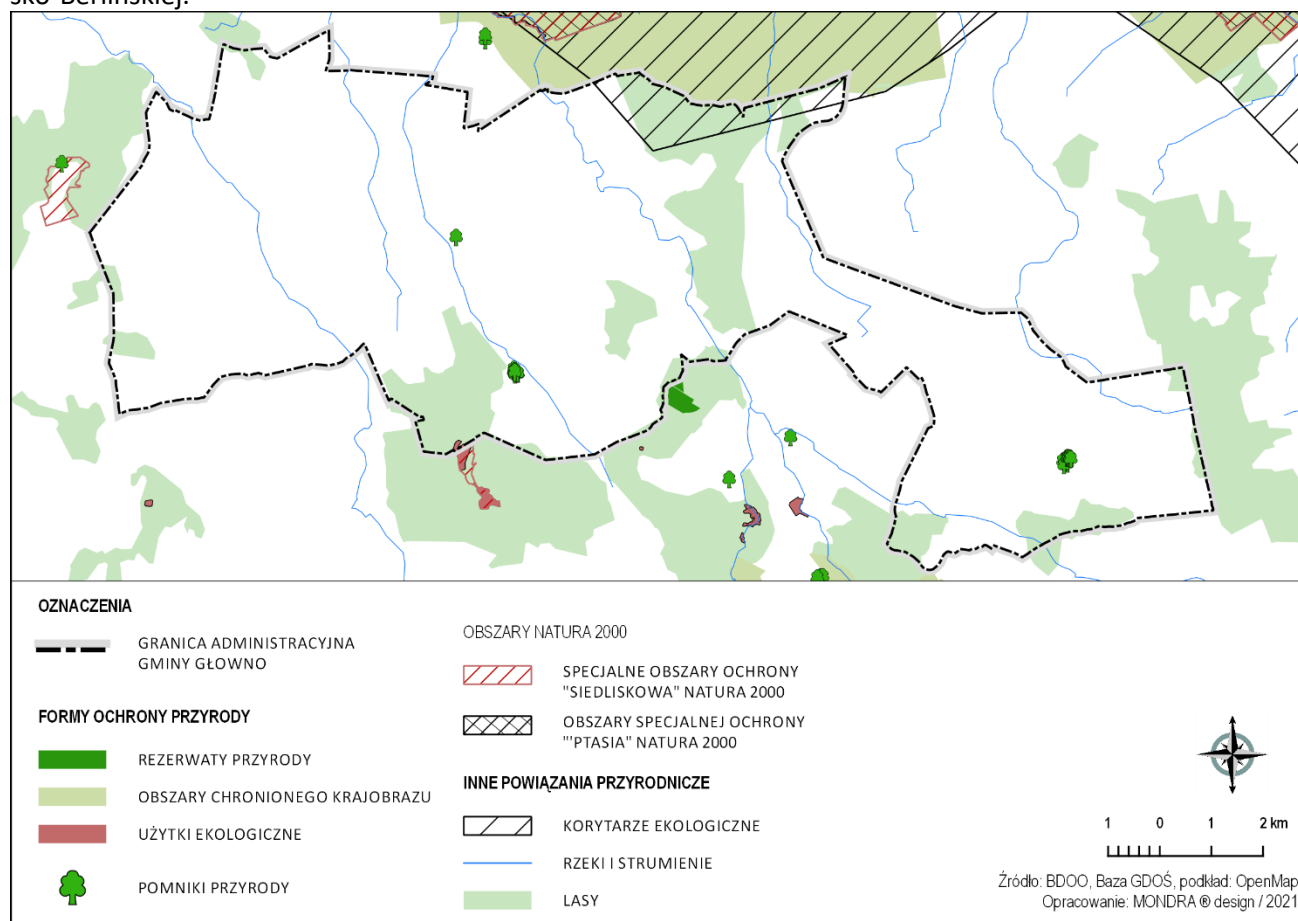 sko-Berlińskiej.
OZNACZENIA
GRANICA ADMINISTRACYJNA
GMINY GŁOWNO
FORMY OCHRONY PRZYRODY
REZERWATY PRZYRODY
OBSZARY CHRONIONEGO KRAJOBRAZU
UŻYTKI EKOLOGICZNE
POMNIKI PRZYRODY
OBSZARY NATURA 2000
SPECJALNE OBSZARY OCHRONY
"SIEDLISKOWA" NATURA 2000
OBSZARY SPECJALNEJ OCHRONY
"'PTASIA" NATURA 2000
INNE POWIĄZANIA PRZYRODNICZE
KORYTARZE EKOLOGICZNE
RZEKI I STRUMIENIE
LASY
1 0 1 2 km
Źródło: BDOO, Baza GDOŚ, podkład: OpenMap
Opracowanie: MONDRA ® design / 2021